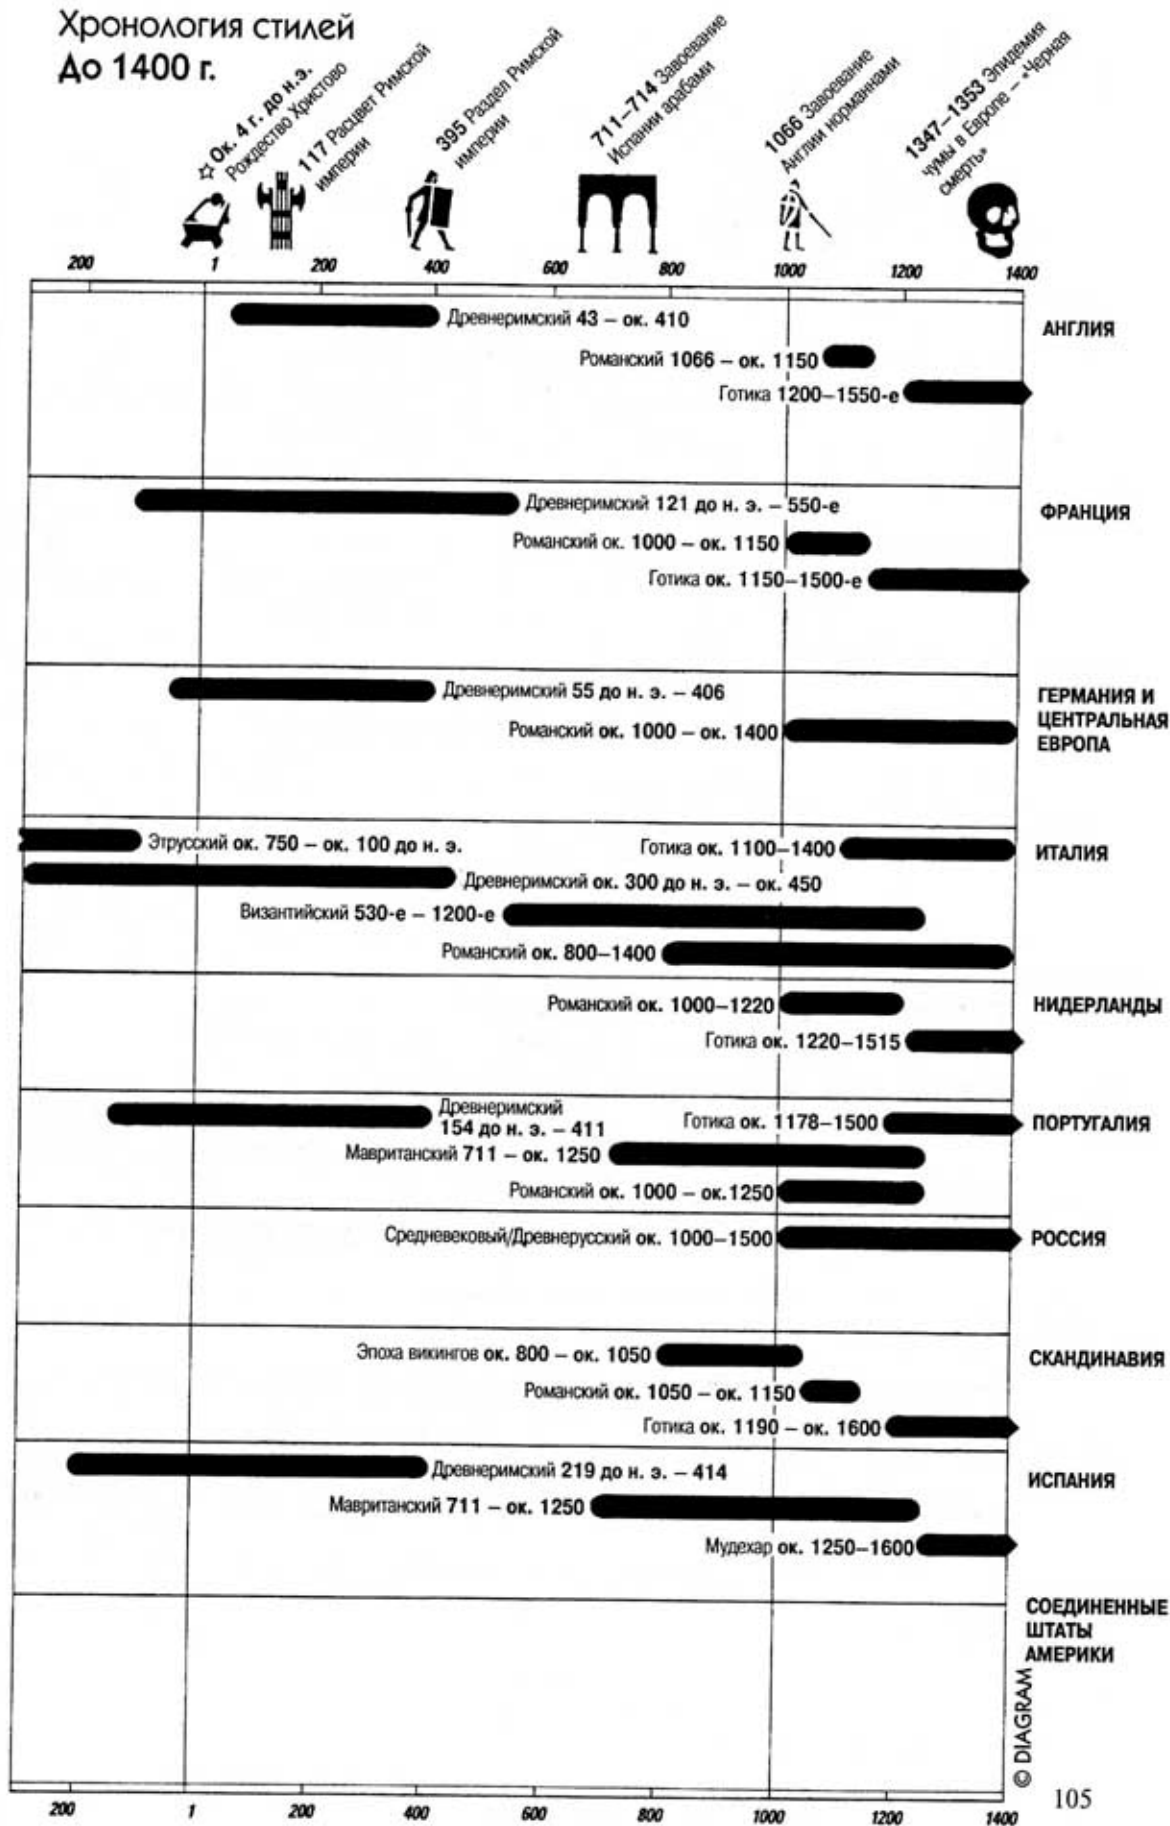 Хронология стилей
До 1400 г.
☆ Ок. 4 г. до н.э.
Рождество Христово
117 Расцвет Римской
империи
395 Раздел Римской
империи
711–714 Завоевание
Испании арабами
1066 Завоевание
Англии норманнами
1347–1353 Эпидемия
чумы в Европе – «Черная
смерть»
200 1 200 400 600 800 1000 1200 1400
Древнеримский 43 – ок. 410
АНГЛИЯ
Романский 1066 – ок. 1150
Готика 1200–1550-е
Древнеримский 121 до н. э. – 550-е
ФРАНЦИЯ
Романский ок. 1000 – ок. 1150
Готика ок. 1150–1500-е
Древнеримский 55 до н. э. – 406
ГЕРМАНИЯ И
ЦЕНТРАЛЬНАЯ
ЕВРОПА
Романский ок. 1000 – ок. 1400
Этрусский ок. 750 – ок. 100 до н. э.
Готика ок. 1100–1400
ИТАЛИЯ
Древнеримский ок. 300 до н. э. – ок. 450
Византийский 530-е – 1200-е
Романский ок. 800–1400
Романский ок. 1000–1220
НИДЕРЛАНДЫ
Готика ок. 1220–1515
Древнеримский
154 до н. э. – 411
Готика ок. 1178–1500
ПОРТУГАЛИЯ
Мавританский 711 – ок. 1250
Романский ок. 1000 – ок.1250
Средневековый/Древнерусский ок. 1000–1500
РОССИЯ
Эпоха викингов ок. 800 – ок. 1050
СКАНДИНАВИЯ
Романский ок. 1050 – ок. 1150
Готика ок. 1190 – ок. 1600
Древнеримский 219 до н. э. – 414
ИСПАНИЯ
Мавританский 711 – ок. 1250
Мудехар ок. 1250–1600
СОЕДИНЕННЫЕ
ШТАТЫ
АМЕРИКИ
© DIAGRAM
200 1 200 400 600 800 1000 1200 1400
105